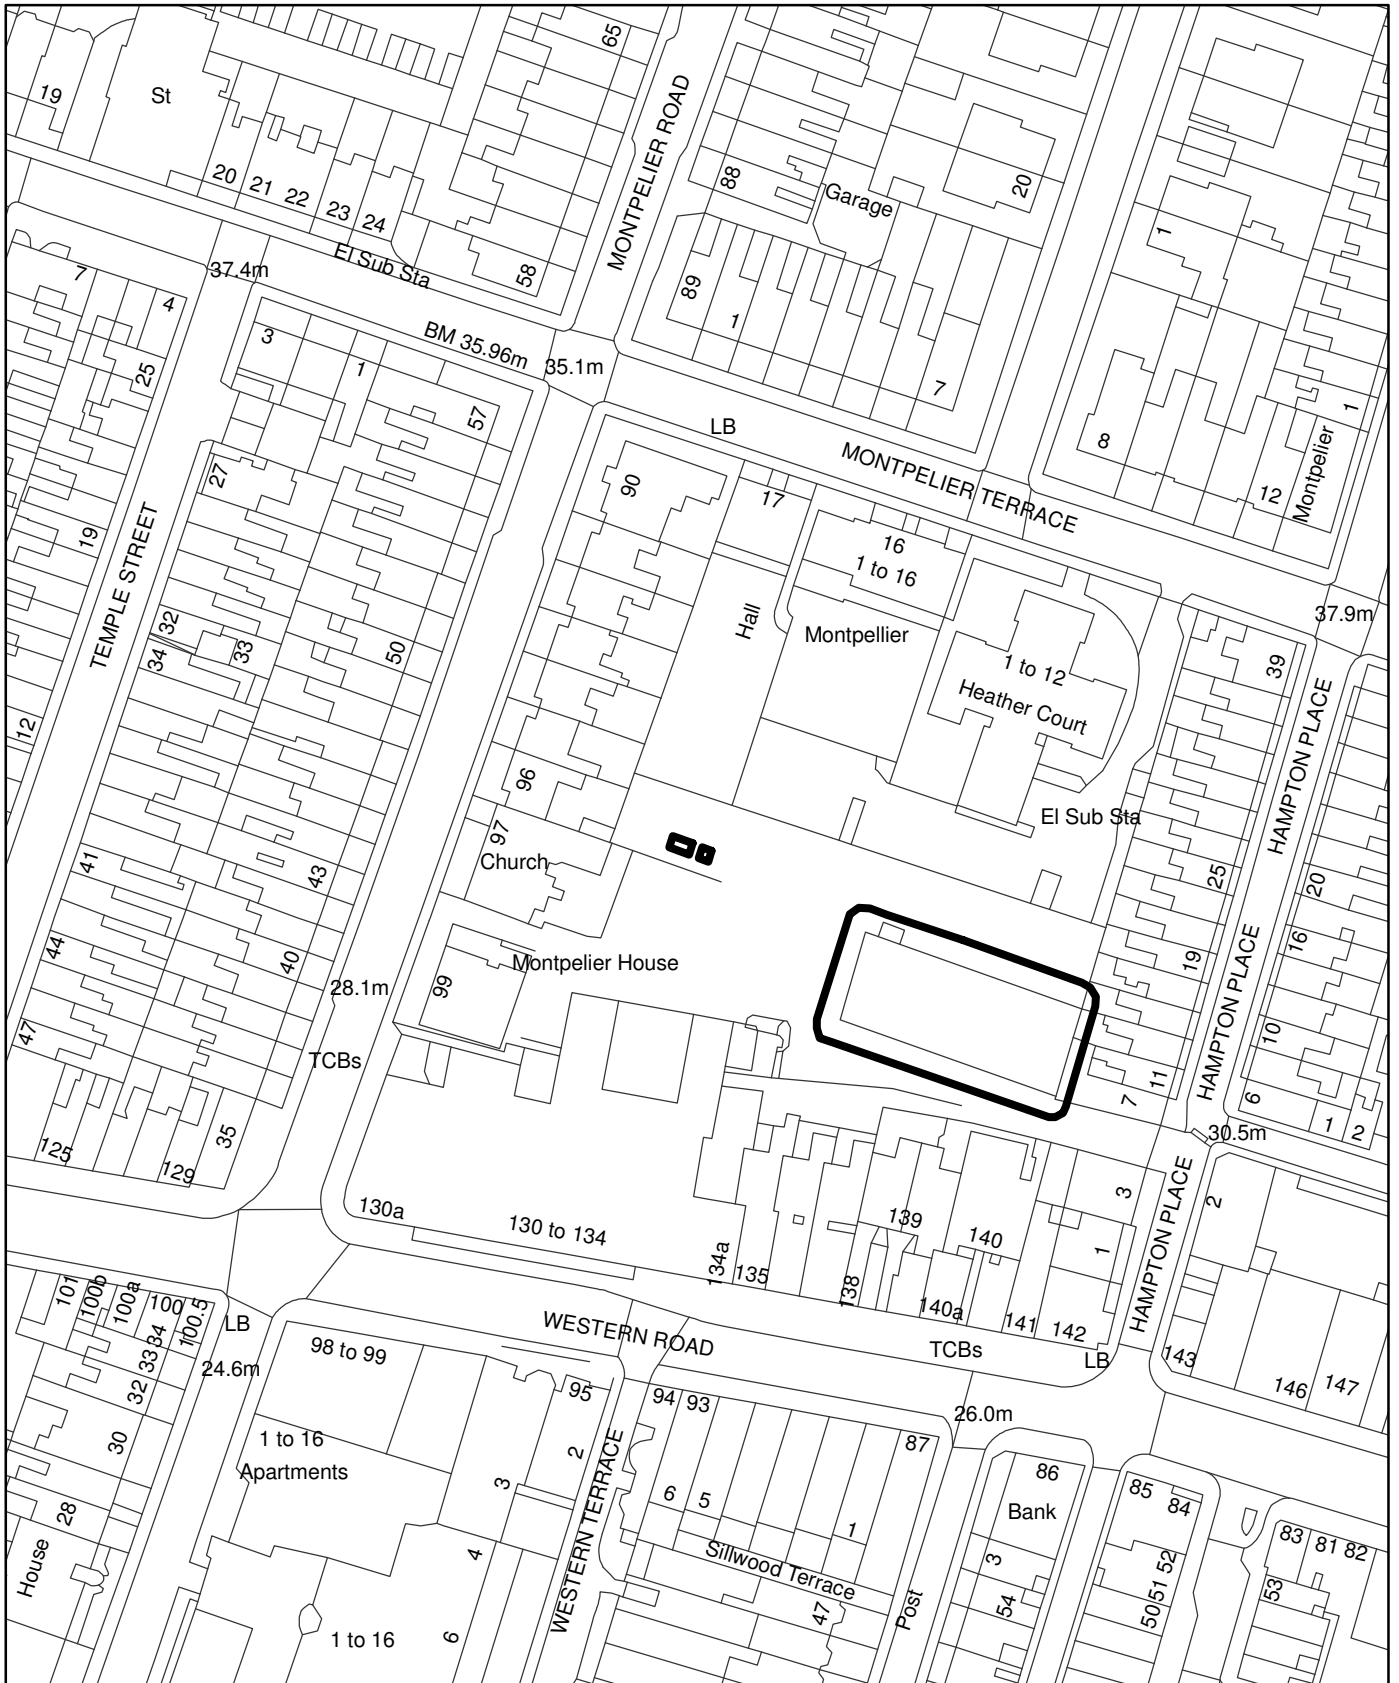 65
19
St
MONTPELIER ROAD
88
20
21
22
23
24
Garage
20
1
El Sub Sta
58
37.4m
7
4
89
1
3
BM 35.96m
35.1m
1
25
57
7
LB
8
MONTPELIER TERRACE
12
Montpelier
1
27
90
17
19
TEMPLE STREET
16
1 to 16
Hall
Montpellier
1 to 12
Heather Court
37.9m
39
32
33
34
50
12
HAMPTON PLACE
96
97
Church
El Sub Sta
41
43
25
20
44
40
19
16
HAMPTON PLACE
Montpelier House
99
28.1m
47
TCBs
10
11
7
6
1
2
30.5m
35
125
129
3
HAMPTON PLACE
2
130a
130 to 134
134a
135
138
139
140
140a
141
142
1
101
100b
100a
100
100.5
34
33
32
LB
24.6m
WESTERN ROAD
TCBs
LB
143
146
147
98 to 99
95
94
93
87
26.0m
30
1 to 16
Apartments
2
3
WESTERN TERRACE
6
5
1
86
Bank
85
84
28
House
4
Sillwood Terrace
47
Post
3
54
50
51
52
83
81
82
53
1 to 16
6